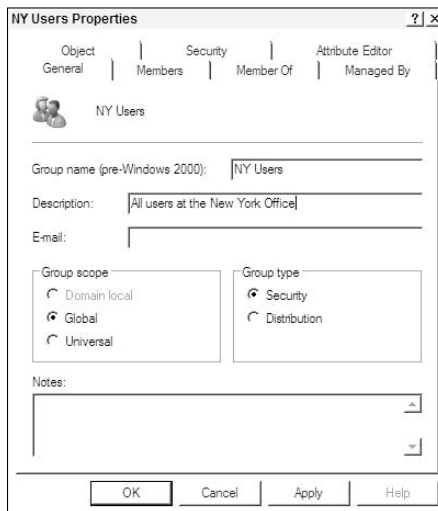 NY Users Properties
Object Security Attribute Editor
General Members Member Of Managed By
NY Users
Group name (pre-Windows 2000): NY Users
Description: All users at the New York Office
E-mail:
Group scope Group type
Domain local Security
Global Distribution
Universal
Notes:
OK Cancel Apply Help